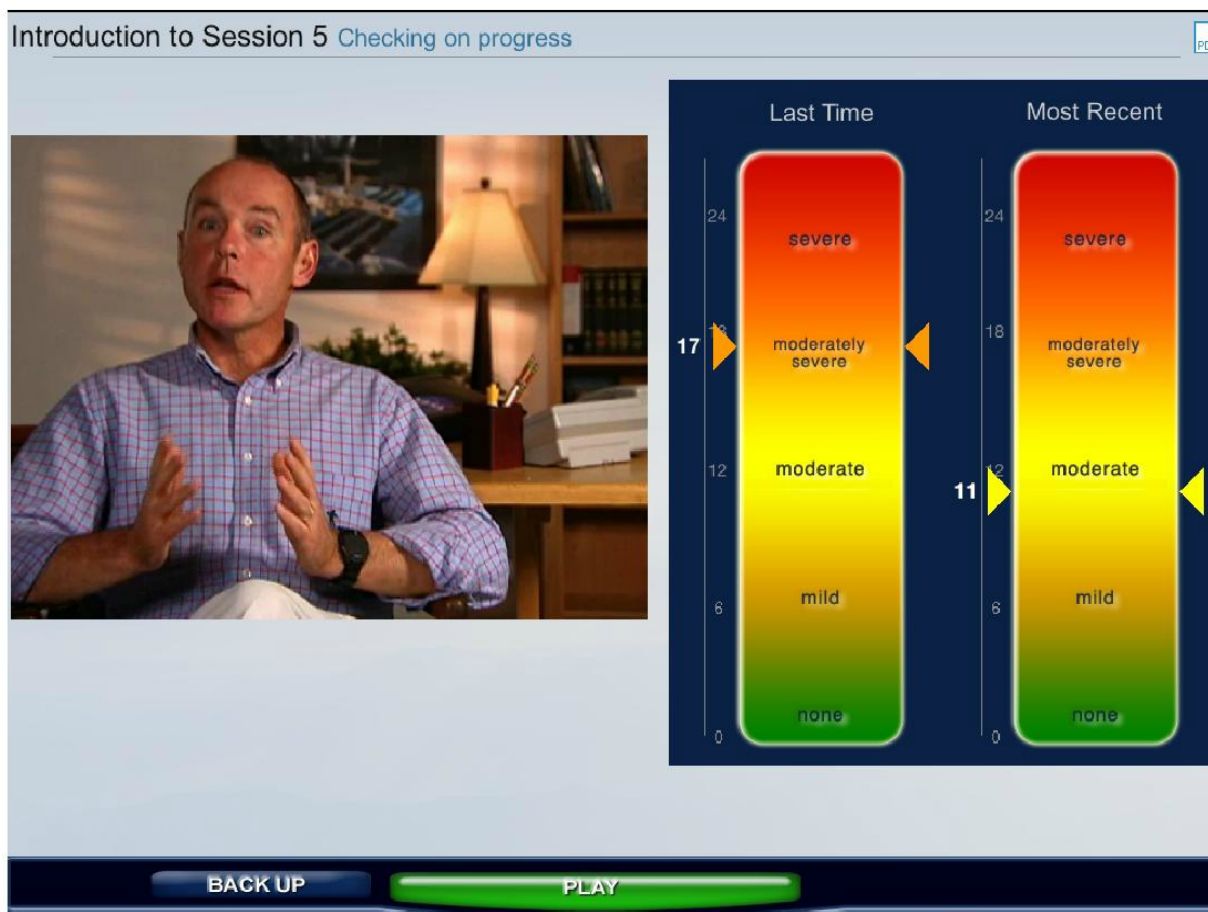 Introduction to Session 5 Checking on progress
Last Time
24
severe
17
moderately
severe
12
moderate
6
mild
none
0
Most Recent
24
severe
18
moderately
severe
12
moderate
11
6
mild
none
0
BACK UP
PLAY